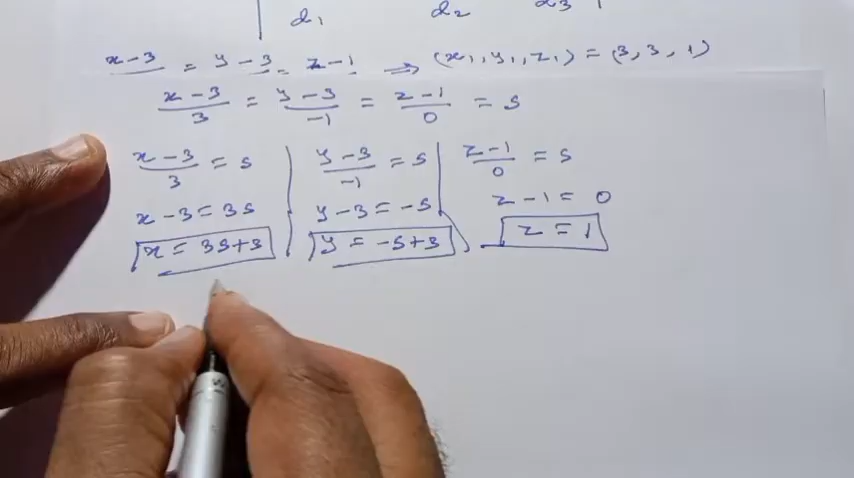 d₁ d₂ d₃
x-3 = y-3 = z-1 ⇒ (x₁, y₁, z₁) = (3, 3, 1)
x-3/3 = y-3/-1 = z-1/0 = s
x-3/3 = s | y-3/-1 = s | z-1/0 = s
x-3 = 3s | y-3 = -s | z-1 = 0
x = 3s+3 | y = -s+3 | z = 1